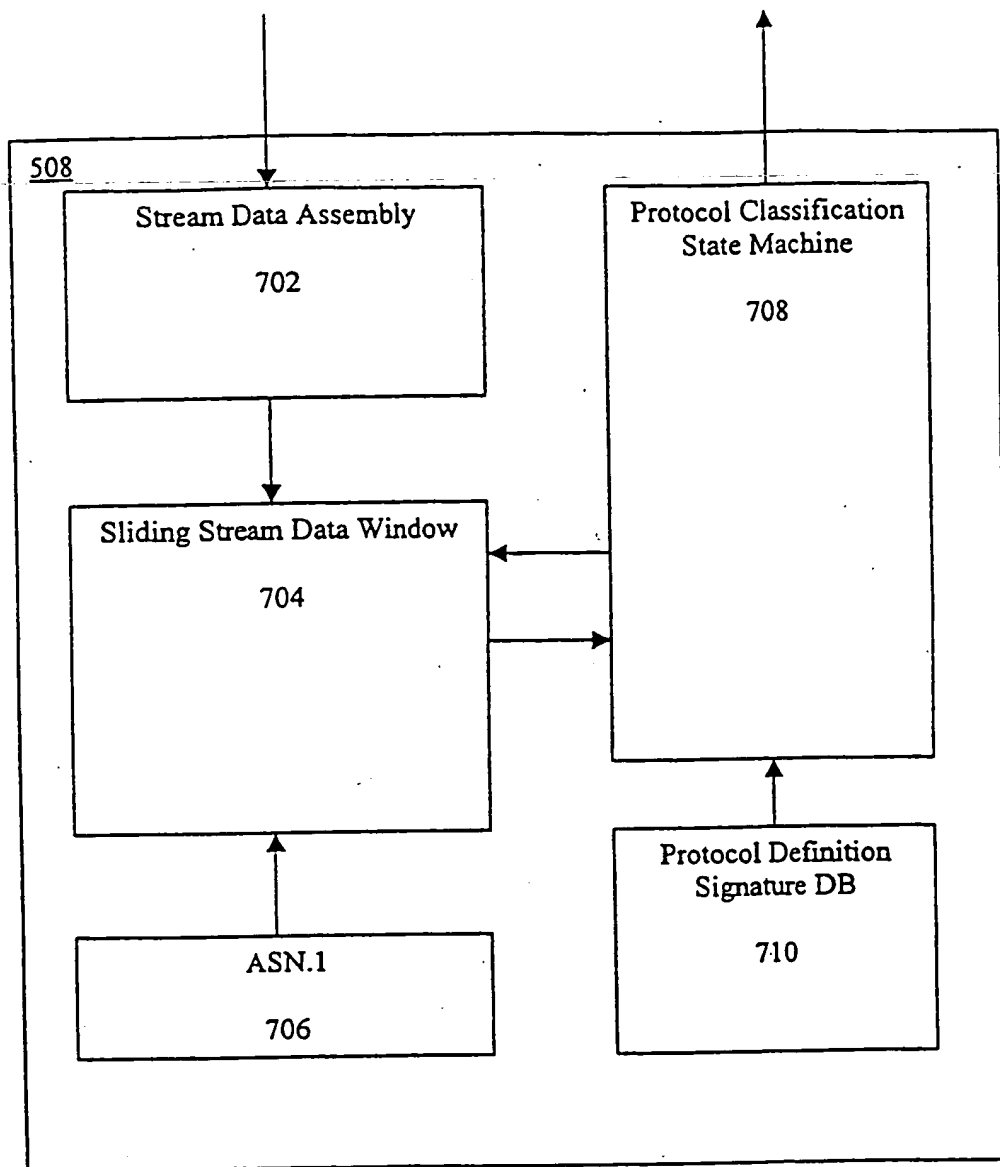 508
Stream Data Assembly
702
Protocol Classification
State Machine
708
Sliding Stream Data Window
704
Protocol Definition
Signature DB
710
ASN.1
706